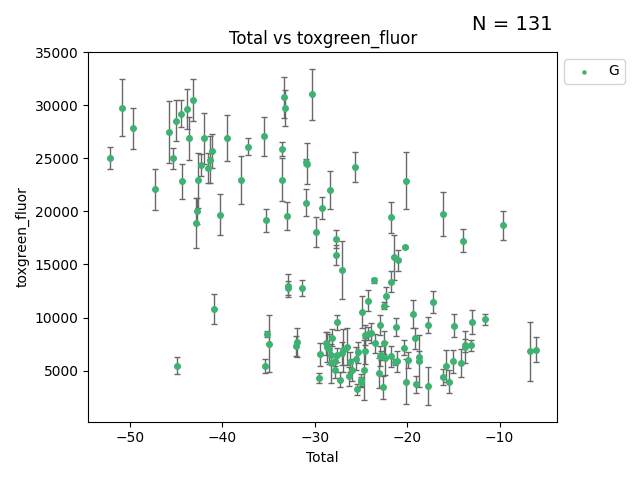 N = 131
Total vs toxgreen_fluor
G
toxgreen_fluor
35000
30000
25000
20000
15000
10000
5000
−50 −40 −30 −20 −10
Total